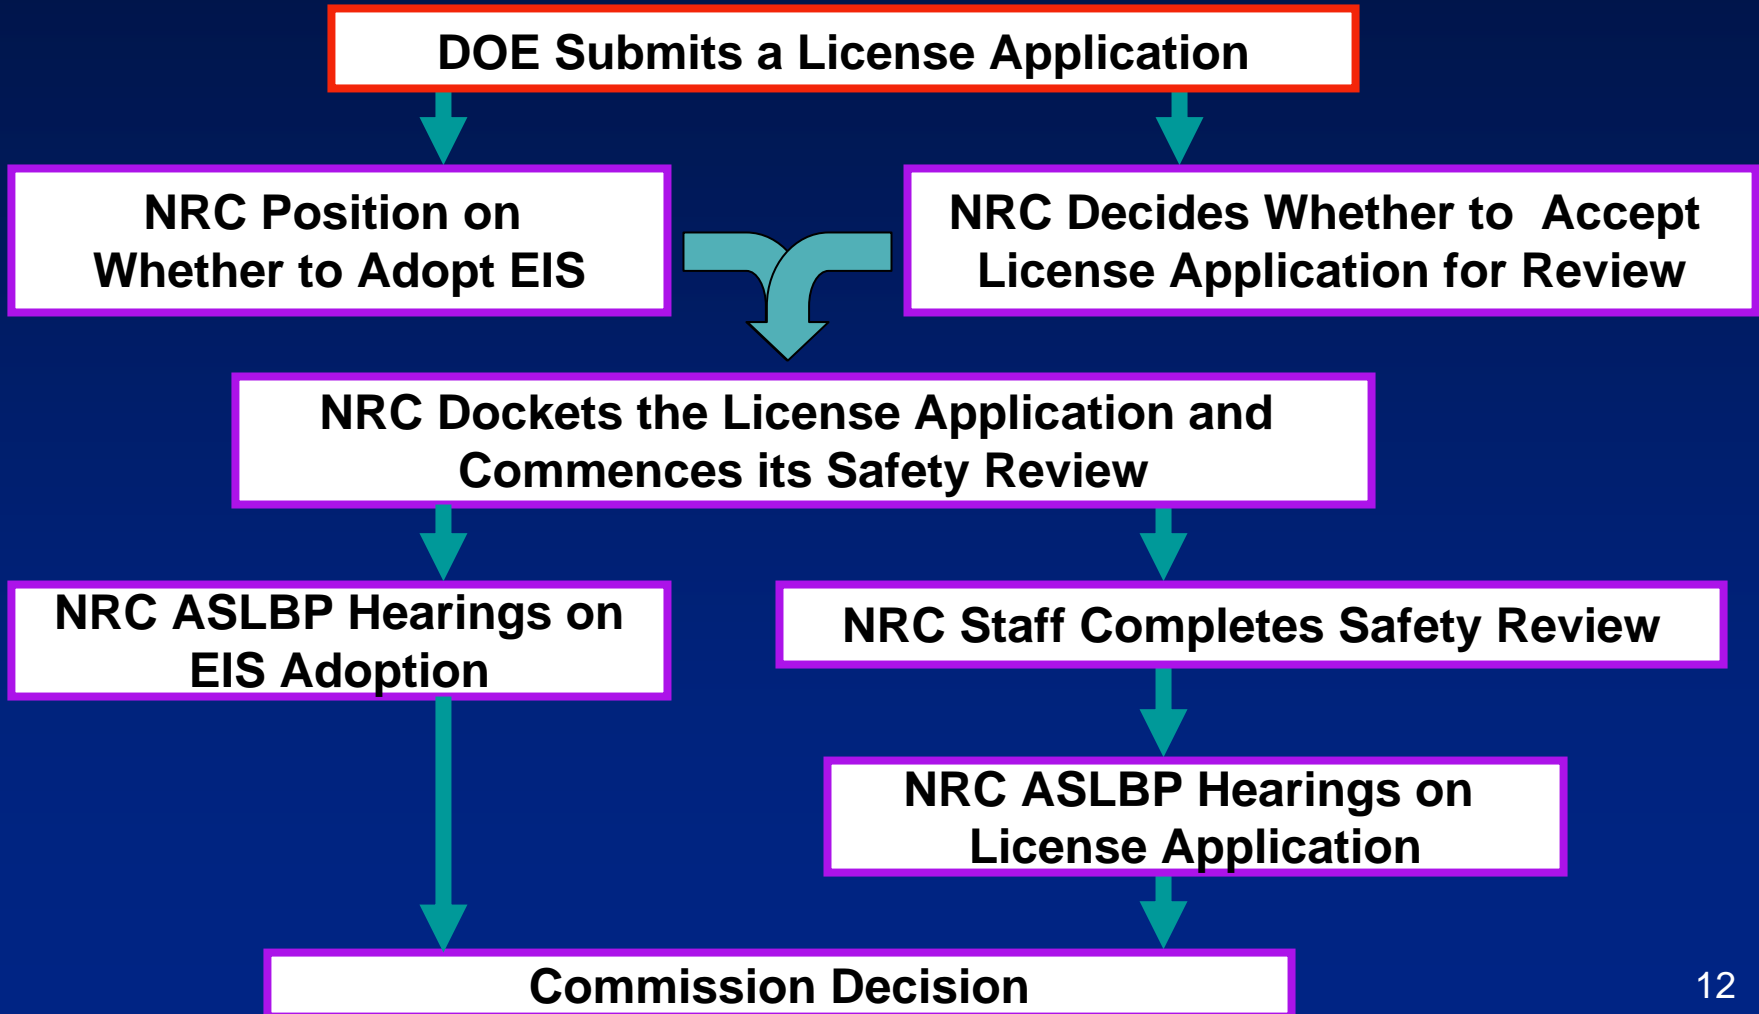 DOE Submits a License Application
NRC Position on
Whether to Adopt EIS
NRC Decides Whether to Accept
License Application for Review
NRC Dockets the License Application and
Commences its Safety Review
NRC ASLBP Hearings on
EIS Adoption
NRC Staff Completes Safety Review
NRC ASLBP Hearings on
License Application
Commission Decision
12